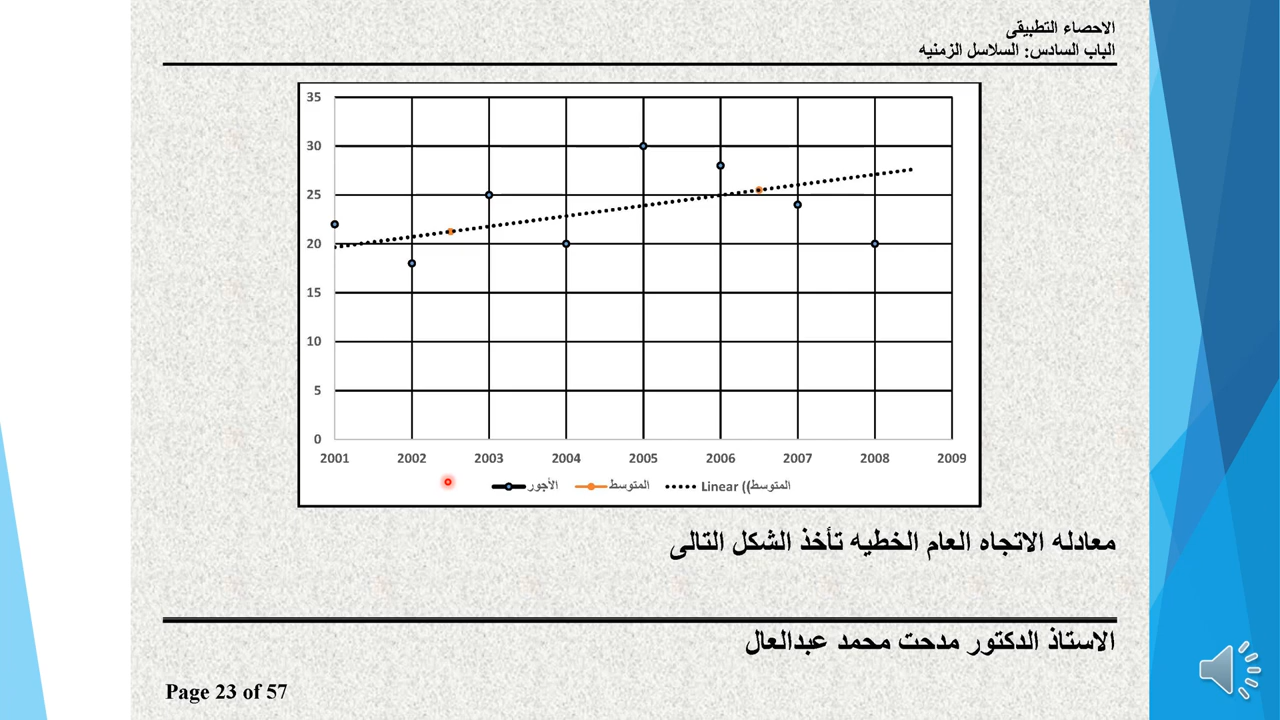 الاحصاء التطبيقى
الباب السادس: السلاسل الزمنيه
35
30
25
20
15
10
5
0
2001 2002 2003 2004 2005 2006 2007 2008 2009
الأجور المتوسط Linear ((المتوسط
معادله الاتجاه العام الخطيه تأخذ الشكل التالى
الاستاذ الدكتور مدحت محمد عبدالعال
Page 23 of 57